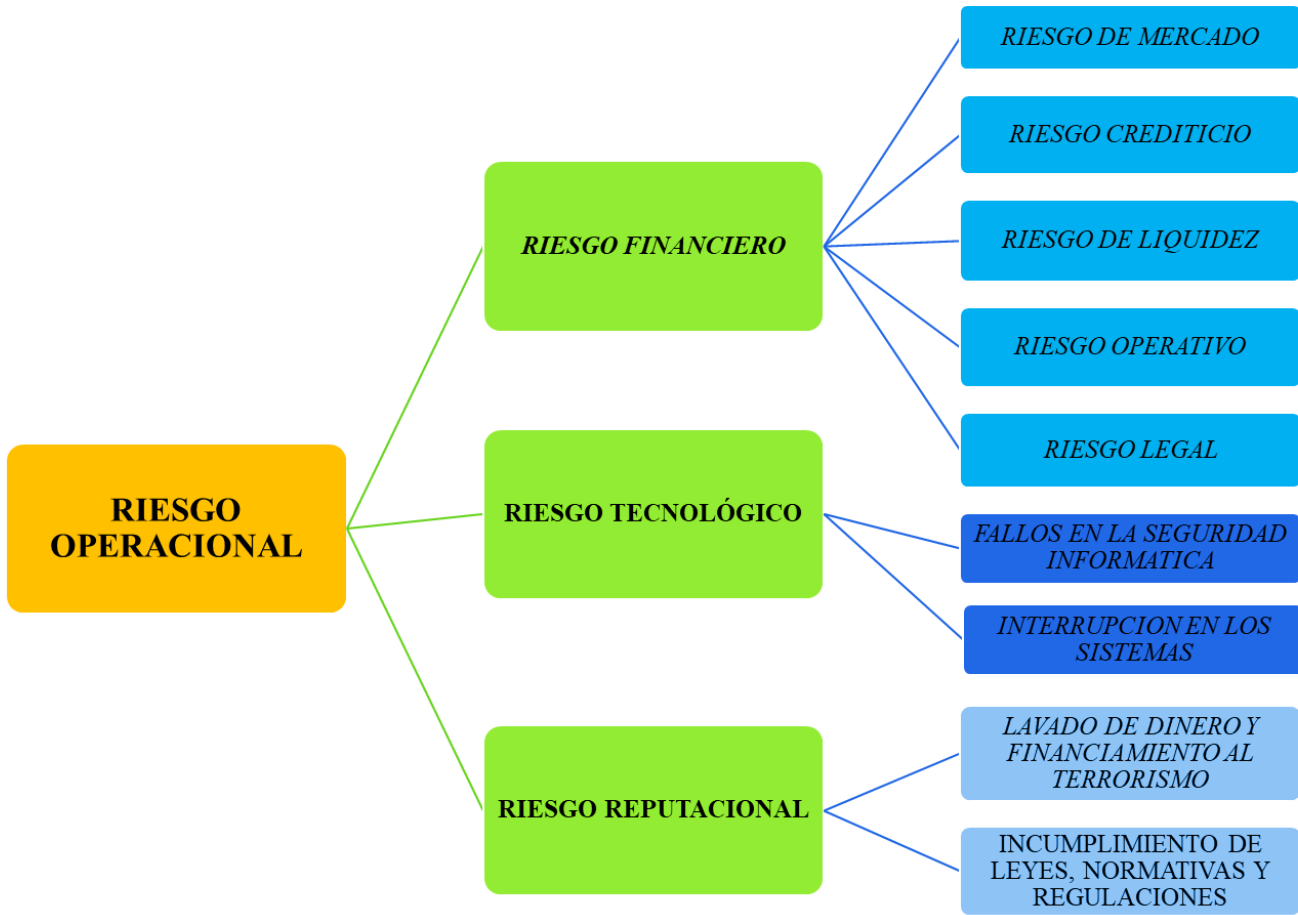 RIESGO
OPERACIONAL
RIESGO FINANCIERO
RIESGO DE MERCADO
RIESGO CREDITICIO
RIESGO DE LIQUIDEZ
RIESGO OPERATIVO
RIESGO LEGAL
RIESGO TECNOLÓGICO
FALLOS EN LA SEGURIDAD
INFORMATICA
INTERRUPCION EN LOS
SISTEMAS
RIESGO REPUTACIONAL
LAVADO DE DINERO Y
FINANCIAMIENTO AL
TERRORISMO
INCUMPLIMIENTO DE
LEYES, NORMATIVAS Y
REGULACIONES